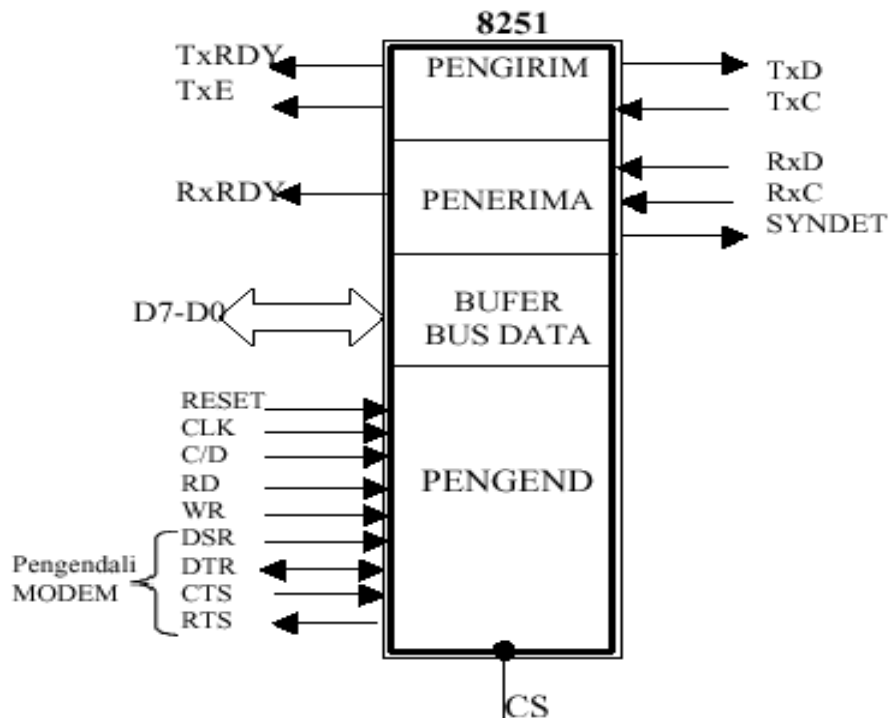 8251
TxRDY
TxE
PENGIRIM
TxD
TxC
RxRDY
PENERIMA
RxD
RxC
SYNDET
D7-D0
BUFER
BUS DATA
RESET
CLK
C/D
RD
WR
DSR
DTR
CTS
RTS
PENGEND
Pengendali
MODEM
CS